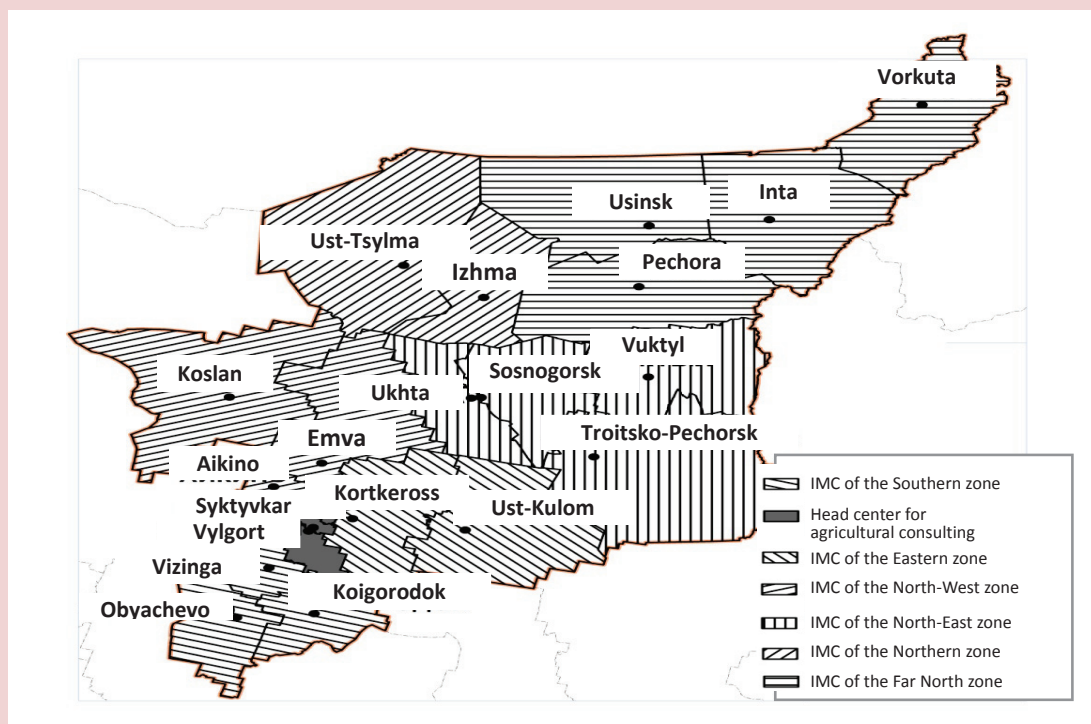 Vorkuta
Inta
Usinsk
Ust-Tsylma
Pechora
Izhma
Vuktyl
Sosnogorsk
Koslan
Ukhta
Troitsko-Pechorsk
Emva
Aikino
Kortkeross
Syktyvkar
Ust-Kulom
Vylgort
Vizinga
Koigorodok
Obyachevo
IMC of the Southern zone
Head center for
agricultural consulting
IMC of the Eastern zone
IMC of the North-West zone
IMC of the North-East zone
IMC of the Northern zone
IMC of the Far North zone